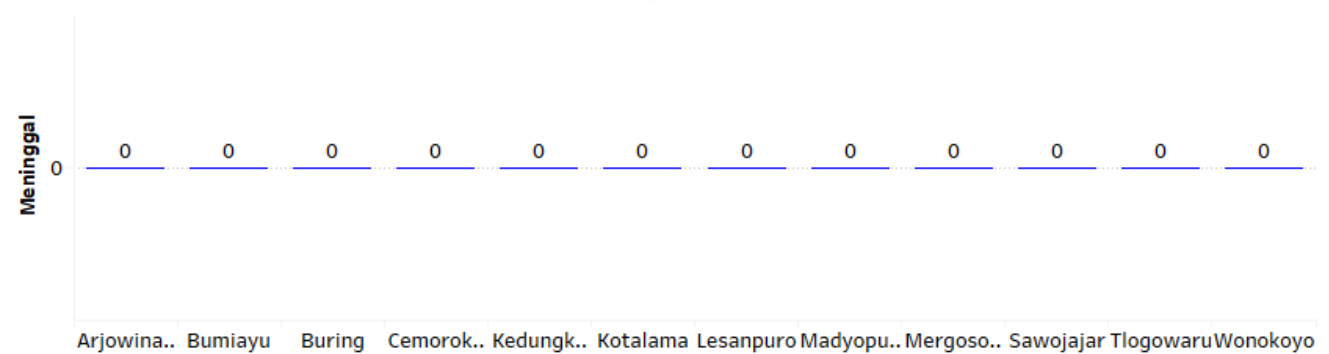 Meninggal
0
0 0 0 0 0 0 0 0 0 0 0 0
Arjowina.. Bumiayu Buring Cemorok.. Kedungk.. Kotalama Lesanpuro Madyopu.. Mergoso.. Sawojajar Tlogowaru Wonokoyo